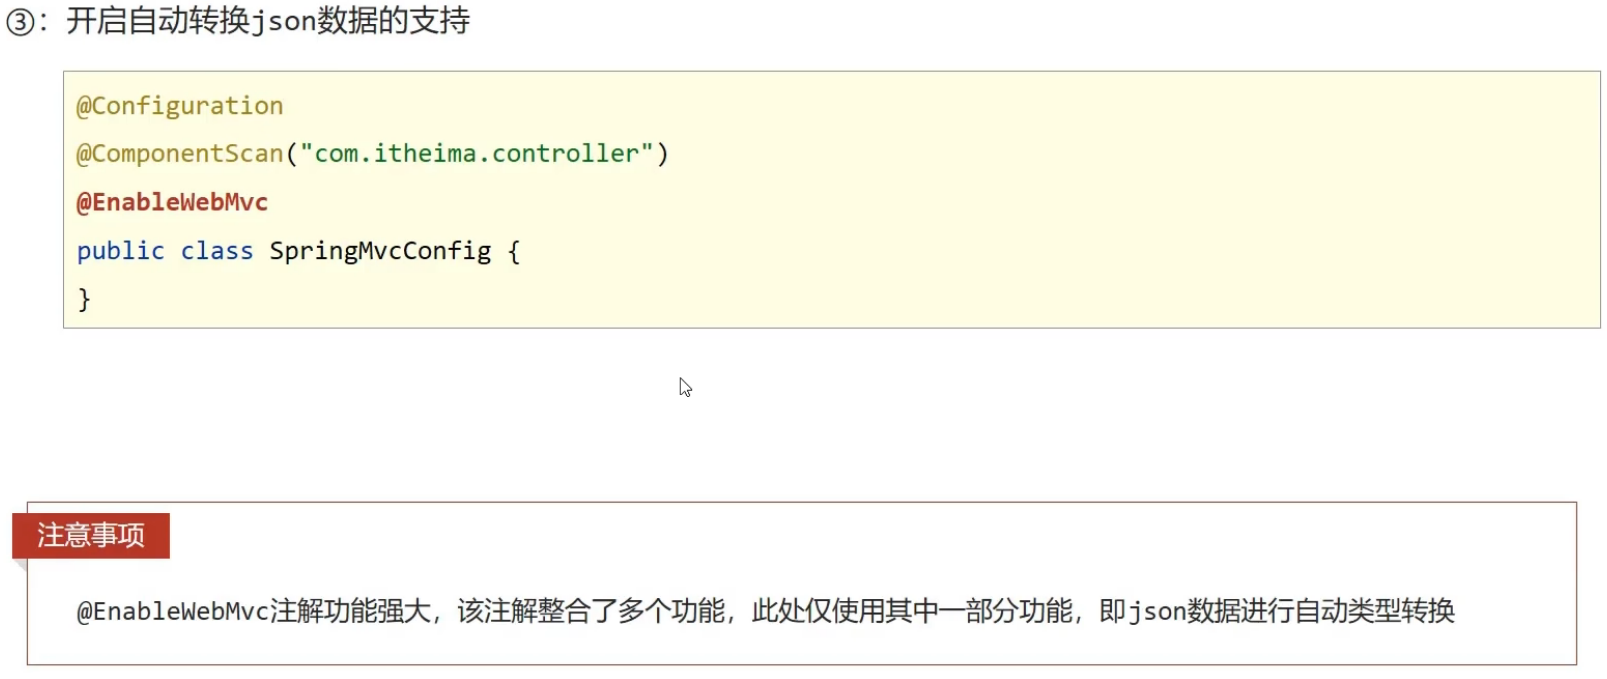 ③：开启自动转换json数据的支持
@Configuration
@ComponentScan("com.itheima.controller")
@EnableWebMvc
public class SpringMvcConfig {
}
注意事项
@EnableWebMvc注解功能强大，该注解整合了多个功能，此处仅使用其中一部分功能，即json数据进行自动类型转换